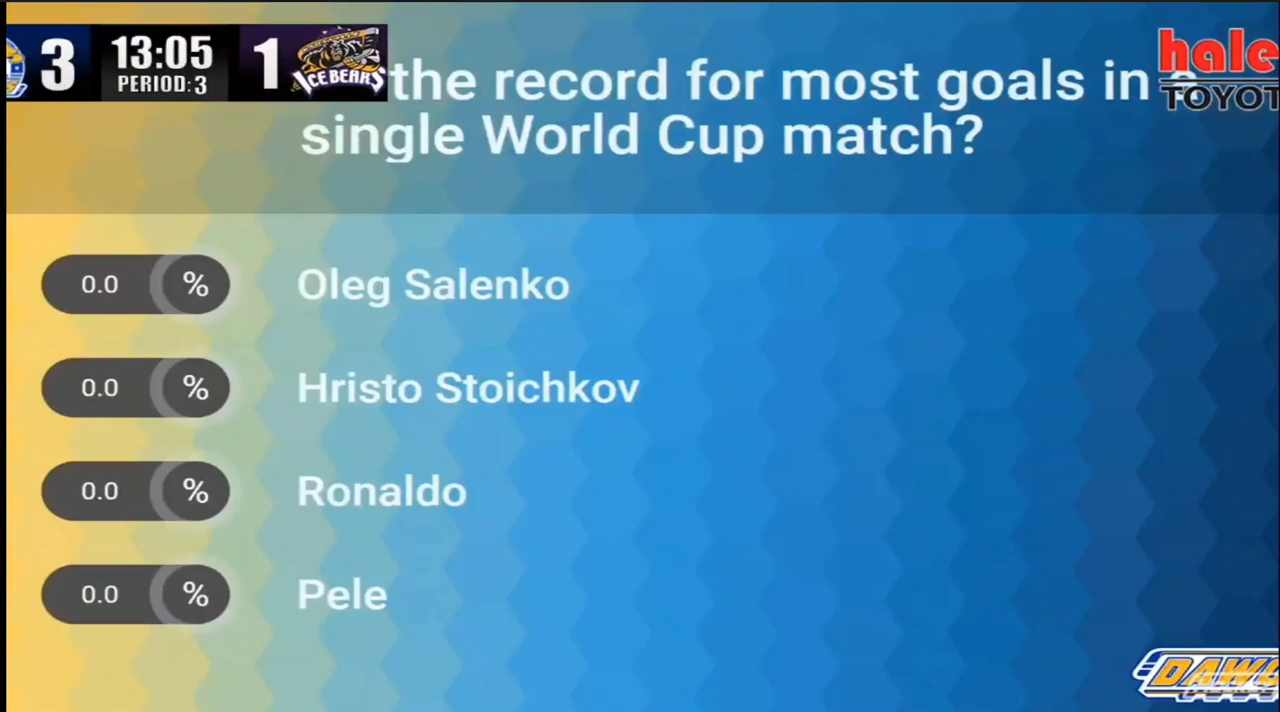 3
13:05
PERIOD: 3
1
ICE BEARS
the record for most goals in
single World Cup match?
hale
TOYOT
0.0 % Oleg Salenko
0.0 % Hristo Stoichkov
0.0 % Ronaldo
0.0 % Pele
DAWG